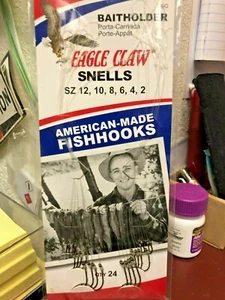 BAITHOLDER
Porta-Carnada
Porte-Appât
EAGLE CLAW
SNELLS
SZ 12, 10, 8, 6, 4, 2
AMERICAN-MADE
FISHHOOKS
QTY 24